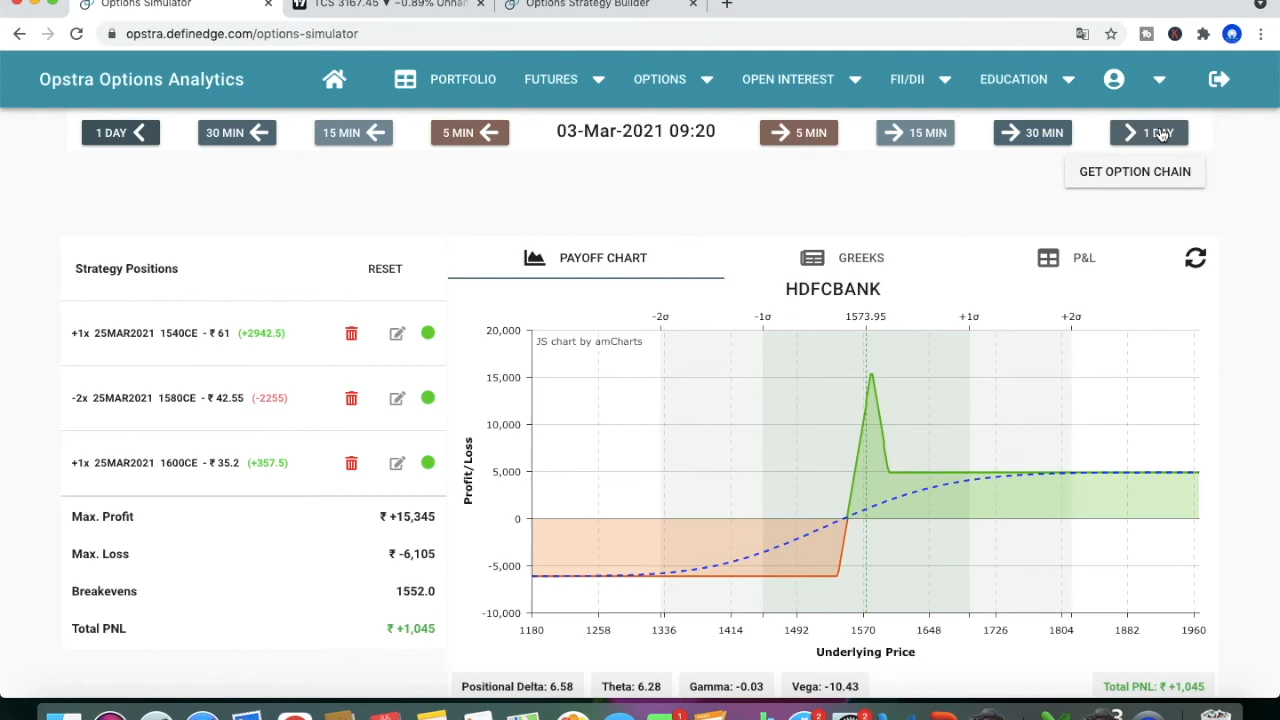 Options Simulator
TCS 3167.45 ▼ −0.89% Unnam
Options Strategy Builder
opstra.definedge.com/options-simulator
Opstra Options Analytics
PORTFOLIO
FUTURES
OPTIONS
OPEN INTEREST
FII/DII
EDUCATION
1 DAY
30 MIN
15 MIN
5 MIN
03-Mar-2021 09:20
5 MIN
15 MIN
30 MIN
1 DAY
GET OPTION CHAIN
Strategy Positions
RESET
PAYOFF CHART
GREEKS
P&L
HDFCBANK
+1x 25MAR2021 1540CE - ₹ 61 (+2942.5)
-2x 25MAR2021 1580CE - ₹ 42.55 (-2255)
+1x 25MAR2021 1600CE - ₹ 35.2 (+357.5)
Max. Profit ₹ +15,345
Max. Loss ₹ -6,105
Breakevens 1552.0
Total PNL ₹ +1,045
-2σ -1σ 1573.95 +1σ +2σ
JS chart by amCharts
20,000
15,000
10,000
5,000
0
-5,000
-10,000
Profit/Loss
1180 1258 1336 1414 1492 1570 1648 1726 1804 1882 1960
Underlying Price
Positional Delta: 6.58
Theta: 6.28
Gamma: -0.03
Vega: -10.43
Total PNL: ₹ +1,045
JUL
1
2
2
3